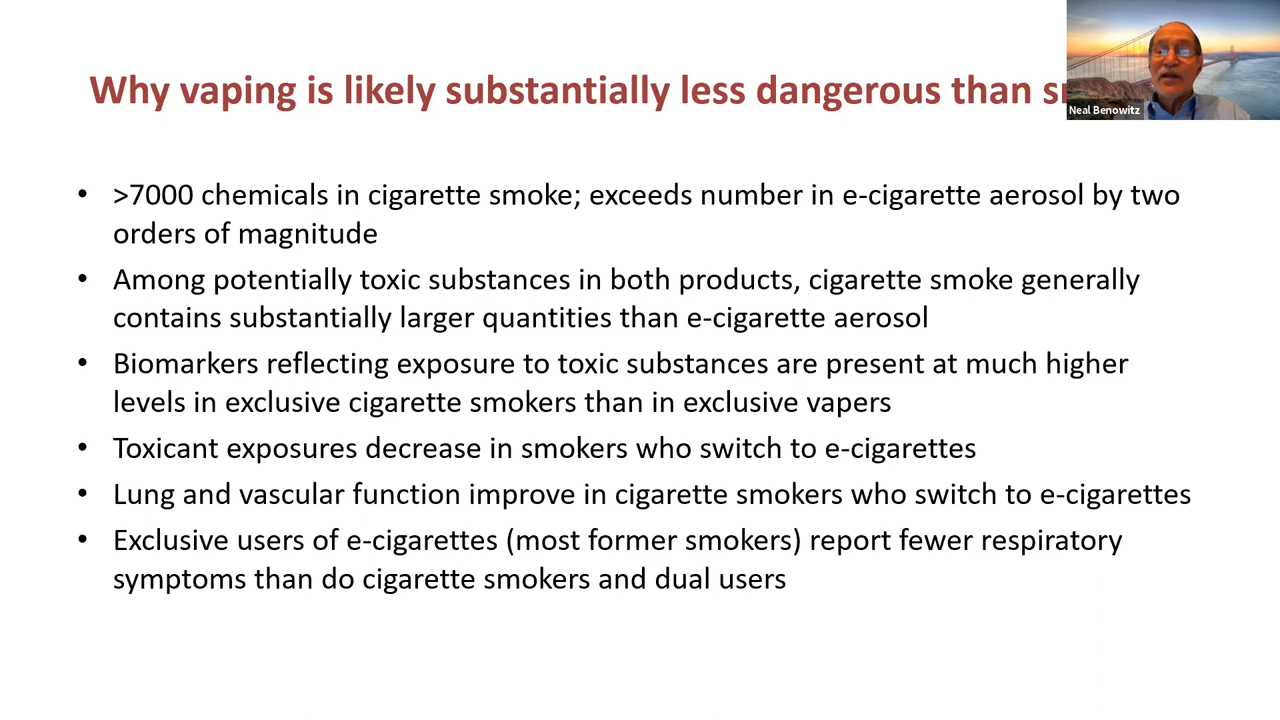 Why vaping is likely substantially less dangerous than
Neal Benowitz
• >7000 chemicals in cigarette smoke; exceeds number in e-cigarette aerosol by two
orders of magnitude
• Among potentially toxic substances in both products, cigarette smoke generally
contains substantially larger quantities than e-cigarette aerosol
• Biomarkers reflecting exposure to toxic substances are present at much higher
levels in exclusive cigarette smokers than in exclusive vapers
• Toxicant exposures decrease in smokers who switch to e-cigarettes
• Lung and vascular function improve in cigarette smokers who switch to e-cigarettes
• Exclusive users of e-cigarettes (most former smokers) report fewer respiratory
symptoms than do cigarette smokers and dual users